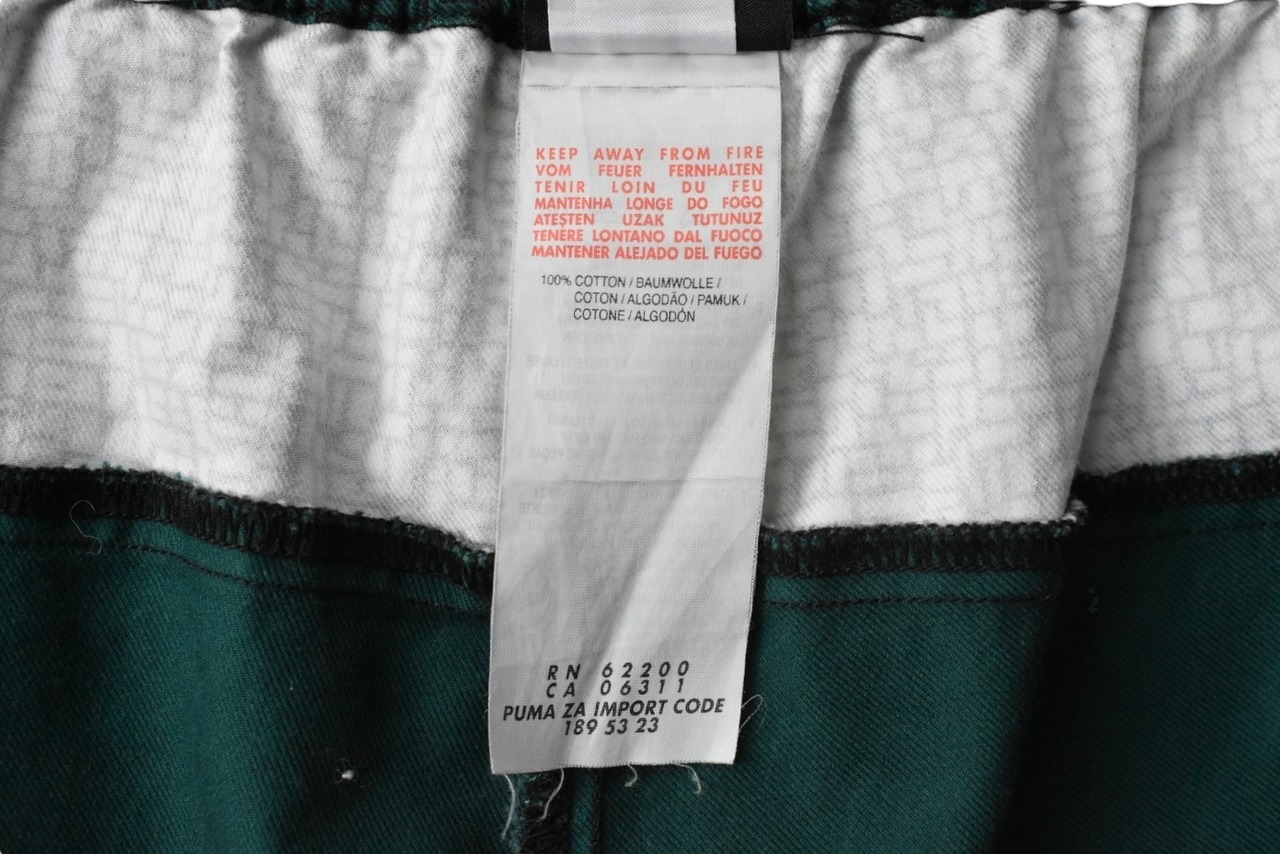 KEEP AWAY FROM FIRE
VOM FEUER FERNHALTEN
TENIR LOIN DU FEU
MANTENHA LONGE DO FOGO
ATEŞTEN UZAK TUTUNUZ
TENERE LONTANO DAL FUOCO
MANTENER ALEJADO DEL FUEGO
100% COTTON / BAUMWOLLE /
COTON / ALGODÃO / PAMUK /
COTONE / ALGODÓN
RN 62200
CA 06311
PUMA ZA IMPORT CODE
189 53 23